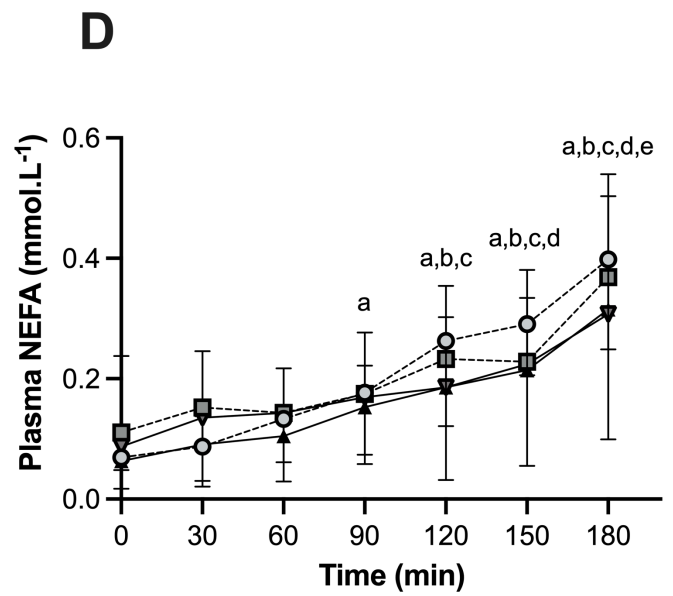 D
Plasma NEFA (mmol.L-1)
0.6
0.4
0.2
0.0
a
a,b,c
a,b,c,d
a,b,c,d,e
0 30 60 90 120 150 180
Time (min)